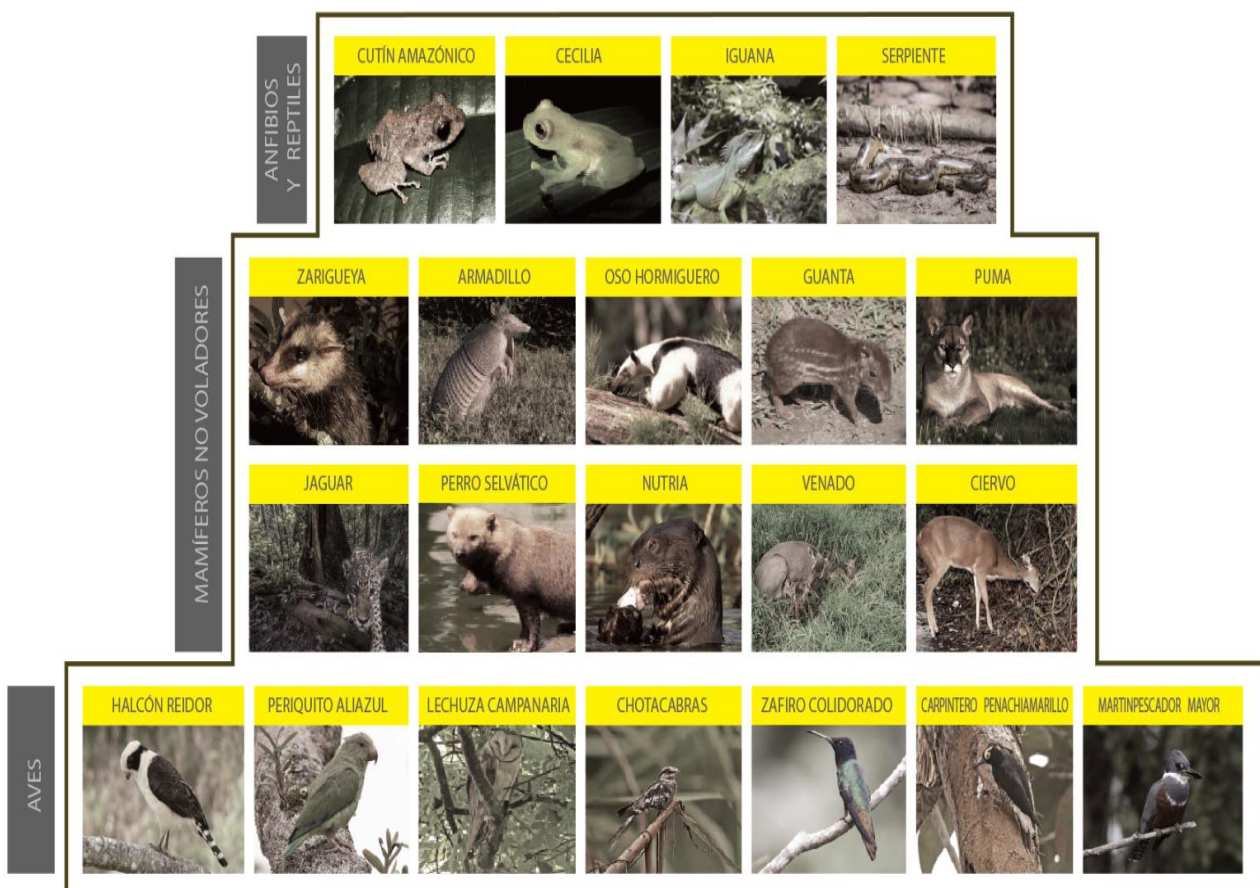 ANFIBIOS
Y REPTILES
CUTÍN AMAZÓNICO
CECILIA
IGUANA
SERPIENTE
MAMÍFEROS NO VOLADORES
ZARIGUEYA
ARMADILLO
OSO HORMIGUERO
GUANTA
PUMA
JAGUAR
PERRO SELVÁTICO
NUTRIA
VENADO
CIERVO
AVES
HALCÓN REIDOR
PERIQUITO ALIAZUL
LECHUZA CAMPANARIA
CHOTACABRAS
ZAFIRO COLIDORADO
CARPINTERO PENACHIAMARILLO
MARTINPESCADOR MAYOR